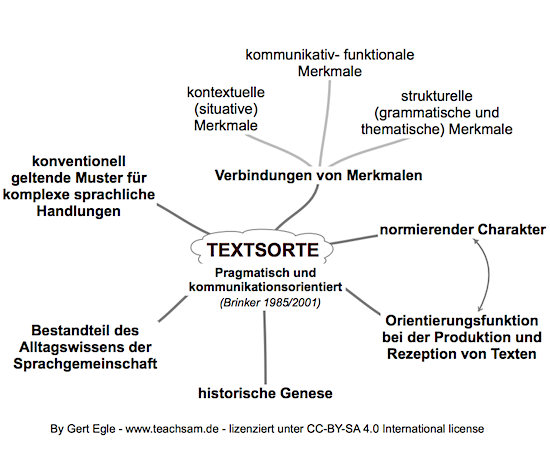 kommunikativ- funktionale
Merkmale
kontextuelle
(situative)
Merkmale
strukturelle
(grammatische und
thematische) Merkmale
Verbindungen von Merkmalen
konventionell
geltende Muster für
komplexe sprachliche
Handlungen
normierender Charakter
TEXTSORTE
Pragmatisch und
kommunikationsorientiert
(Brinker 1985/2001)
Orientierungsfunktion
bei der Produktion und
Rezeption von Texten
Bestandteil des
Alltagswissens der
Sprachgemeinschaft
historische Genese
By Gert Egle - www.teachsam.de - lizenziert unter CC-BY-SA 4.0 International license